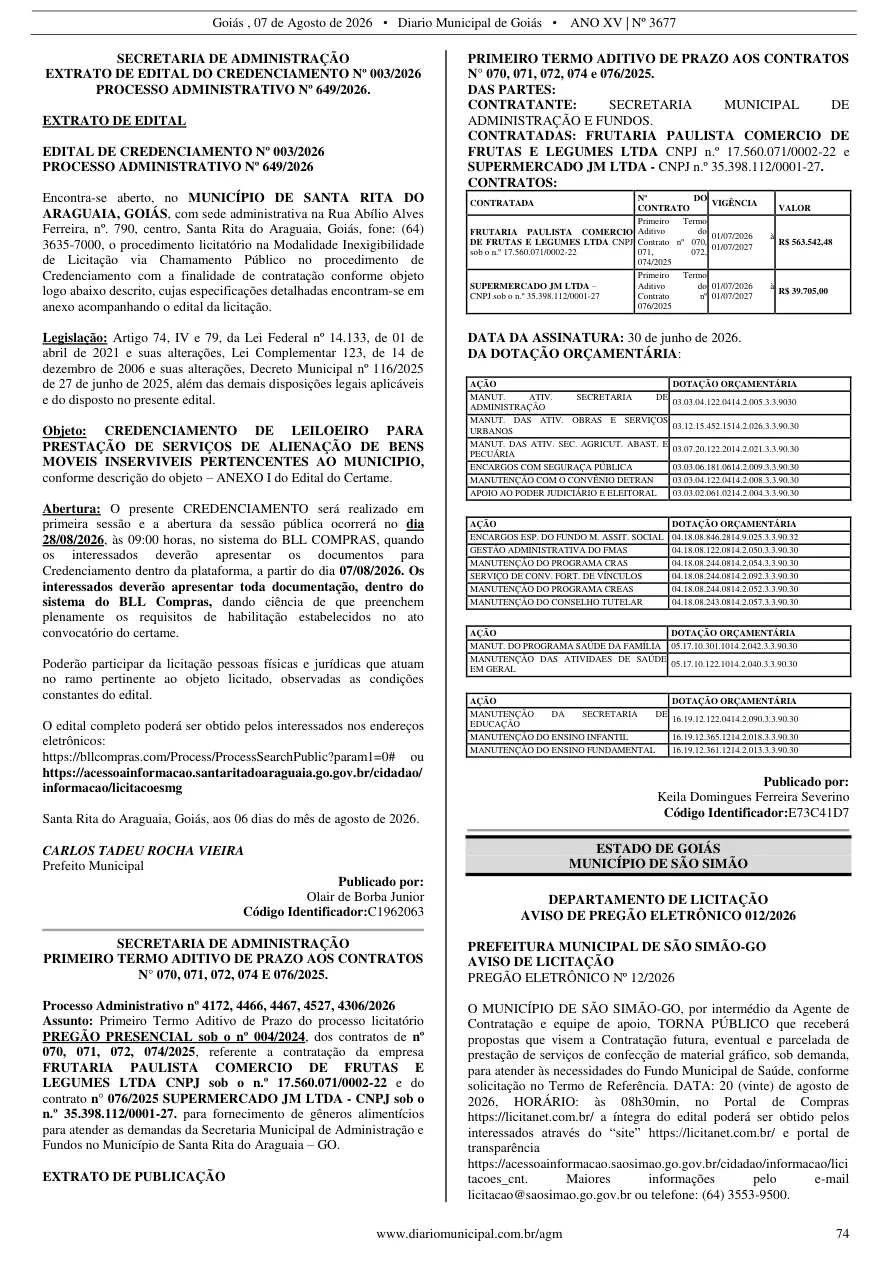 Goiás , 07 de Agosto de 2026 • Diario Municipal de Goiás • ANO XV | Nº 3677
SECRETARIA DE ADMINISTRAÇÃO
EXTRATO DE EDITAL DO CREDENCIAMENTO Nº 003/2026
PROCESSO ADMINISTRATIVO Nº 649/2026.
EXTRATO DE EDITAL
EDITAL DE CREDENCIAMENTO Nº 003/2026
PROCESSO ADMINISTRATIVO Nº 649/2026
Encontra-se aberto, no MUNICÍPIO DE SANTA RITA DO
ARAGUAIA, GOIÁS, com sede administrativa na Rua Abílio Alves
Ferreira, nº. 790, centro, Santa Rita do Araguaia, Goiás, fone: (64)
3635-7000, o procedimento licitatório na Modalidade Inexigibilidade
de Licitação via Chamamento Público no procedimento de
Credenciamento com a finalidade de contratação conforme objeto
logo abaixo descrito, cujas especificações detalhadas encontram-se em
anexo acompanhando o edital da licitação.
Legislação: Artigo 74, IV e 79, da Lei Federal nº 14.133, de 01 de
abril de 2021 e suas alterações, Lei Complementar 123, de 14 de
dezembro de 2006 e suas alterações, Decreto Municipal nº 116/2025
de 27 de junho de 2025, além das demais disposições legais aplicáveis
e do disposto no presente edital.
Objeto: CREDENCIAMENTO DE LEILOEIRO PARA
PRESTAÇÃO DE SERVIÇOS DE ALIENAÇÃO DE BENS
MOVEIS INSERVIVEIS PERTENCENTES AO MUNICIPIO,
conforme descrição do objeto – ANEXO I do Edital do Certame.
Abertura: O presente CREDENCIAMENTO será realizado em
primeira sessão e a abertura da sessão pública ocorrerá no dia
28/08/2026, às 09:00 horas, no sistema do BLL COMPRAS, quando
os interessados deverão apresentar os documentos para
Credenciamento dentro da plataforma, a partir do dia 07/08/2026. Os
interessados deverão apresentar toda documentação, dentro do
sistema do BLL Compras, dando ciência de que preenchem
plenamente os requisitos de habilitação estabelecidos no ato
convocatório do certame.
Poderão participar da licitação pessoas físicas e jurídicas que atuam
no ramo pertinente ao objeto licitado, observadas as condições
constantes do edital.
O edital completo poderá ser obtido pelos interessados nos endereços
eletrônicos:
https://bllcompras.com/Process/ProcessSearchPublic?param1=0# ou
https://acessoainformacao.santaritadoaraguaia.go.gov.br/cidadao/
informacao/licitacoesmg
Santa Rita do Araguaia, Goiás, aos 06 dias do mês de agosto de 2026.
CARLOS TADEU ROCHA VIEIRA
Prefeito Municipal
Publicado por:
Olair de Borba Junior
Código Identificador:C1962063
SECRETARIA DE ADMINISTRAÇÃO
PRIMEIRO TERMO ADITIVO DE PRAZO AOS CONTRATOS
N° 070, 071, 072, 074 E 076/2025.
Processo Administrativo nº 4172, 4466, 4467, 4527, 4306/2026
Assunto: Primeiro Termo Aditivo de Prazo do processo licitatório
PREGÃO PRESENCIAL sob o nº 004/2024, dos contratos de nº
070, 071, 072, 074/2025, referente a contratação da empresa
FRUTARIA PAULISTA COMERCIO DE FRUTAS E
LEGUMES LTDA CNPJ sob o n.º 17.560.071/0002-22 e do
contrato n° 076/2025 SUPERMERCADO JM LTDA - CNPJ sob o
n.º 35.398.112/0001-27. para fornecimento de gêneros alimentícios
para atender as demandas da Secretaria Municipal de Administração e
Fundos no Município de Santa Rita do Araguaia – GO.
EXTRATO DE PUBLICAÇÃO
PRIMEIRO TERMO ADITIVO DE PRAZO AOS CONTRATOS
N° 070, 071, 072, 074 e 076/2025.
DAS PARTES:
CONTRATANTE: SECRETARIA MUNICIPAL DE
ADMINISTRAÇÃO E FUNDOS.
CONTRATADAS: FRUTARIA PAULISTA COMERCIO DE
FRUTAS E LEGUMES LTDA CNPJ n.º 17.560.071/0002-22 e
SUPERMERCADO JM LTDA - CNPJ n.º 35.398.112/0001-27.
CONTRATOS:
CONTRATADA Nº DO CONTRATO VIGÊNCIA VALOR
FRUTARIA PAULISTA COMERCIO DE FRUTAS E LEGUMES LTDA CNPJ sob o n.º 17.560.071/0002-22 Primeiro Termo Aditivo do Contrato nº 070, 071, 072, 074/2025 01/07/2026 à 01/07/2027 R$ 563.542,48
SUPERMERCADO JM LTDA – CNPJ sob o n.º 35.398.112/0001-27 Primeiro Termo Aditivo do Contrato nº 076/2025 01/07/2026 à 01/07/2027 R$ 39.705,00
DATA DA ASSINATURA: 30 de junho de 2026.
DA DOTAÇÃO ORÇAMENTÁRIA:
AÇÃO DOTAÇÃO ORÇAMENTÁRIA
MANUT. ATIV. SECRETARIA DE ADMINISTRAÇÃO 03.03.04.122.0414.2.005.3.3.9030
MANUT. DAS ATIV. OBRAS E SERVIÇOS URBANOS 03.12.15.452.1514.2.026.3.3.90.30
MANUT. DAS ATIV. SEC. AGRICUT. ABAST. E PECUÁRIA 03.07.20.122.2014.2.021.3.3.90.30
ENCARGOS COM SEGURAÇA PÚBLICA 03.03.06.181.0614.2.009.3.3.90.30
MANUTENÇÃO COM O CONVÊNIO DETRAN 03.03.04.122.0414.2.008.3.3.90.30
APOIO AO PODER JUDICIÁRIO E ELEITORAL 03.03.02.061.0214.2.004.3.3.90.30
AÇÃO DOTAÇÃO ORÇAMENTÁRIA
ENCARGOS ESP. DO FUNDO M. ASSIT. SOCIAL 04.18.08.846.2814.9.025.3.3.90.32
GESTÃO ADMINISTRATIVA DO FMAS 04.18.08.122.0814.2.050.3.3.90.30
MANUTENÇÃO DO PROGRAMA CRAS 04.18.08.244.0814.2.054.3.3.90.30
SERVIÇO DE CONV. FORT. DE VÍNCULOS 04.18.08.244.0814.2.092.3.3.90.30
MANUTENÇÃO DO PROGRAMA CREAS 04.18.08.244.0814.2.052.3.3.90.30
MANUTENÇÃO DO CONSELHO TUTELAR 04.18.08.243.0814.2.057.3.3.90.30
AÇÃO DOTAÇÃO ORÇAMENTÁRIA
MANUT. DO PROGRAMA SAÚDE DA FAMÍLIA 05.17.10.301.1014.2.042.3.3.90.30
MANUTENÇÃO DAS ATIVIDAES DE SAÚDE EM GERAL 05.17.10.122.1014.2.040.3.3.90.30
AÇÃO DOTAÇÃO ORÇAMENTÁRIA
MANUTENÇÃO DA SECRETARIA DE EDUCAÇÃO 16.19.12.122.0414.2.090.3.3.90.30
MANUTENÇÃO DO ENSINO INFANTIL 16.19.12.365.1214.2.018.3.3.90.30
MANUTENÇÃO DO ENSINO FUNDAMENTAL 16.19.12.361.1214.2.013.3.3.90.30
Publicado por:
Keila Domingues Ferreira Severino
Código Identificador:E73C41D7
ESTADO DE GOIÁS
MUNICÍPIO DE SÃO SIMÃO
DEPARTAMENTO DE LICITAÇÃO
AVISO DE PREGÃO ELETRÔNICO 012/2026
PREFEITURA MUNICIPAL DE SÃO SIMÃO-GO
AVISO DE LICITAÇÃO
PREGÃO ELETRÔNICO Nº 12/2026
O MUNICÍPIO DE SÃO SIMÃO-GO, por intermédio da Agente de
Contratação e equipe de apoio, TORNA PÚBLICO que receberá
propostas que visem a Contratação futura, eventual e parcelada de
prestação de serviços de confecção de material gráfico, sob demanda,
para atender às necessidades do Fundo Municipal de Saúde, conforme
solicitação no Termo de Referência. DATA: 20 (vinte) de agosto de
2026, HORÁRIO: às 08h30min, no Portal de Compras
https://licitanet.com.br/ a íntegra do edital poderá ser obtido pelos
interessados através do “site” https://licitanet.com.br/ e portal de
transparência
https://acessoainformacao.saosimao.go.gov.br/cidadao/informacao/lici
tacoes_cnt. Maiores informações pelo e-mail
licitacao@saosimao.go.gov.br ou telefone: (64) 3553-9500.
www.diariomunicipal.com.br/agm 74